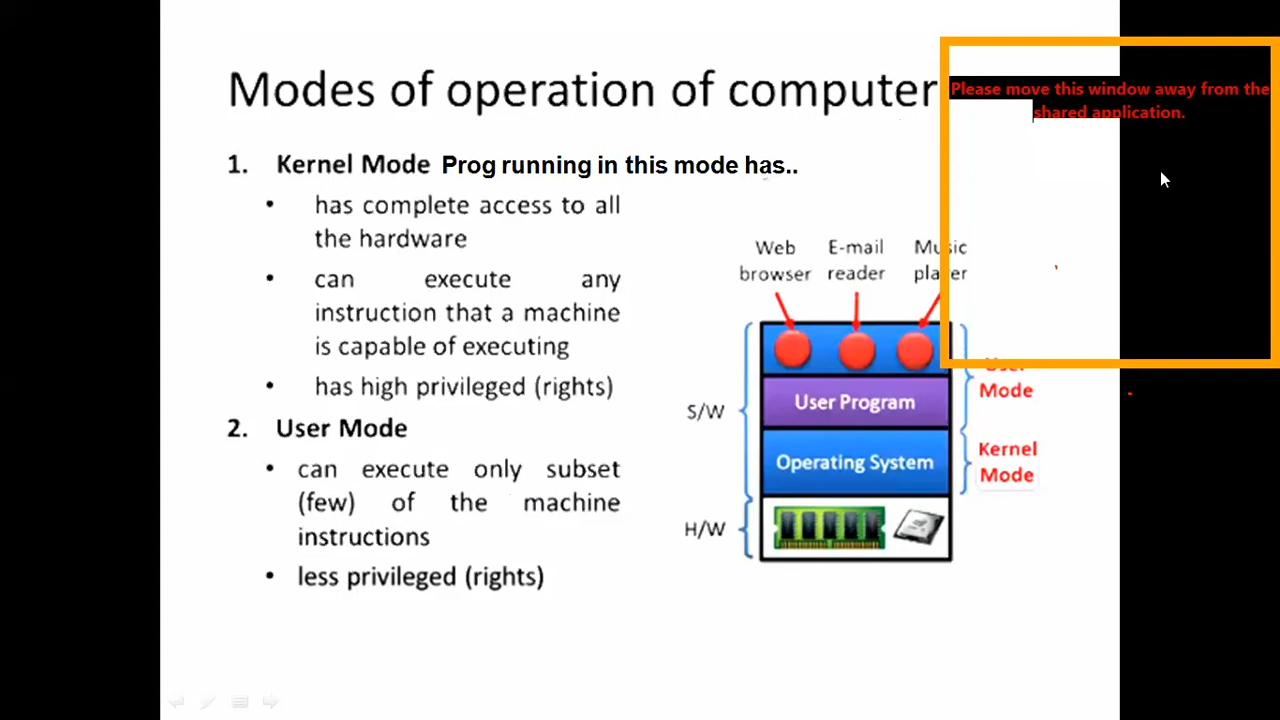 Modes of operation of computer
Please move this window away from the
shared application.
1. Kernel Mode Prog running in this mode has..
• has complete access to all
the hardware
• can execute any
instruction that a machine
is capable of executing
• has high privileged (rights)
2. User Mode
• can execute only subset
(few) of the machine
instructions
• less privileged (rights)
Web
browser
E-mail
reader
Music
player
S/W
User Program
Operating System
H/W
User
Mode
Kernel
Mode